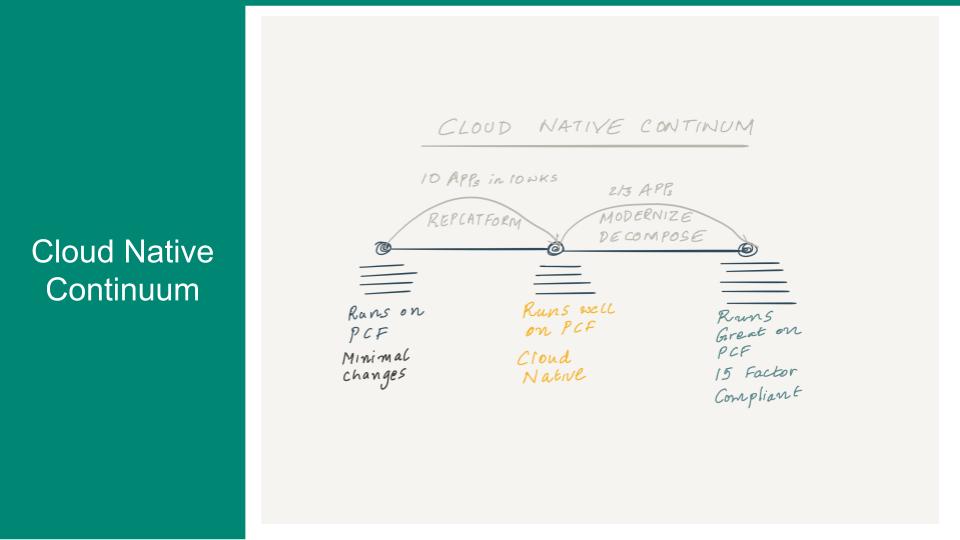 Cloud Native
Continuum
CLOUD NATIVE CONTINUM
10 APPs in 10 WKS
REPLATFORM
2/3 APPs
MODERNIZE
DECOMPOSE
Runs on
PCF
Minimal
changes
Runs well
on PCF
Cloud
Native
Runs
Great on
PCF
15 Factor
Compliant